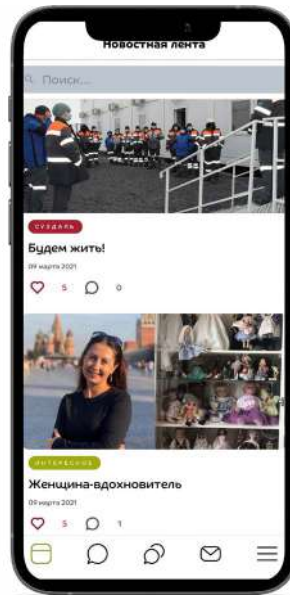 Новостная лента
Поиск...
СУЗДАЛЬ
Будем жить!
09 марта 2021
5 0
ИНТЕРЕСНОЕ
Женщина-вдохновитель
09 марта 2021
5 1